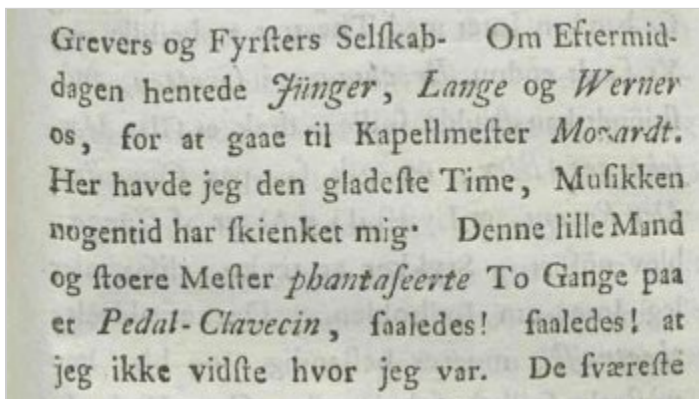 Grevers og Fyrſters Selſkab- Om Eftermid-
dagen hentede Jünger, Lange og Werner
os, for at gaae til Kapellmeſter Mozardt.
Her havde jeg den gladeſte Time, Muſikken
nogentid har ſkienket mig· Denne lille Mand
og ſtoere Meſter phantaſeerte To Gange paa
et Pedal-Clavecin, ſaaledes! ſaaledes! at
jeg ikke vidſte hvor jeg var. De ſværeſte